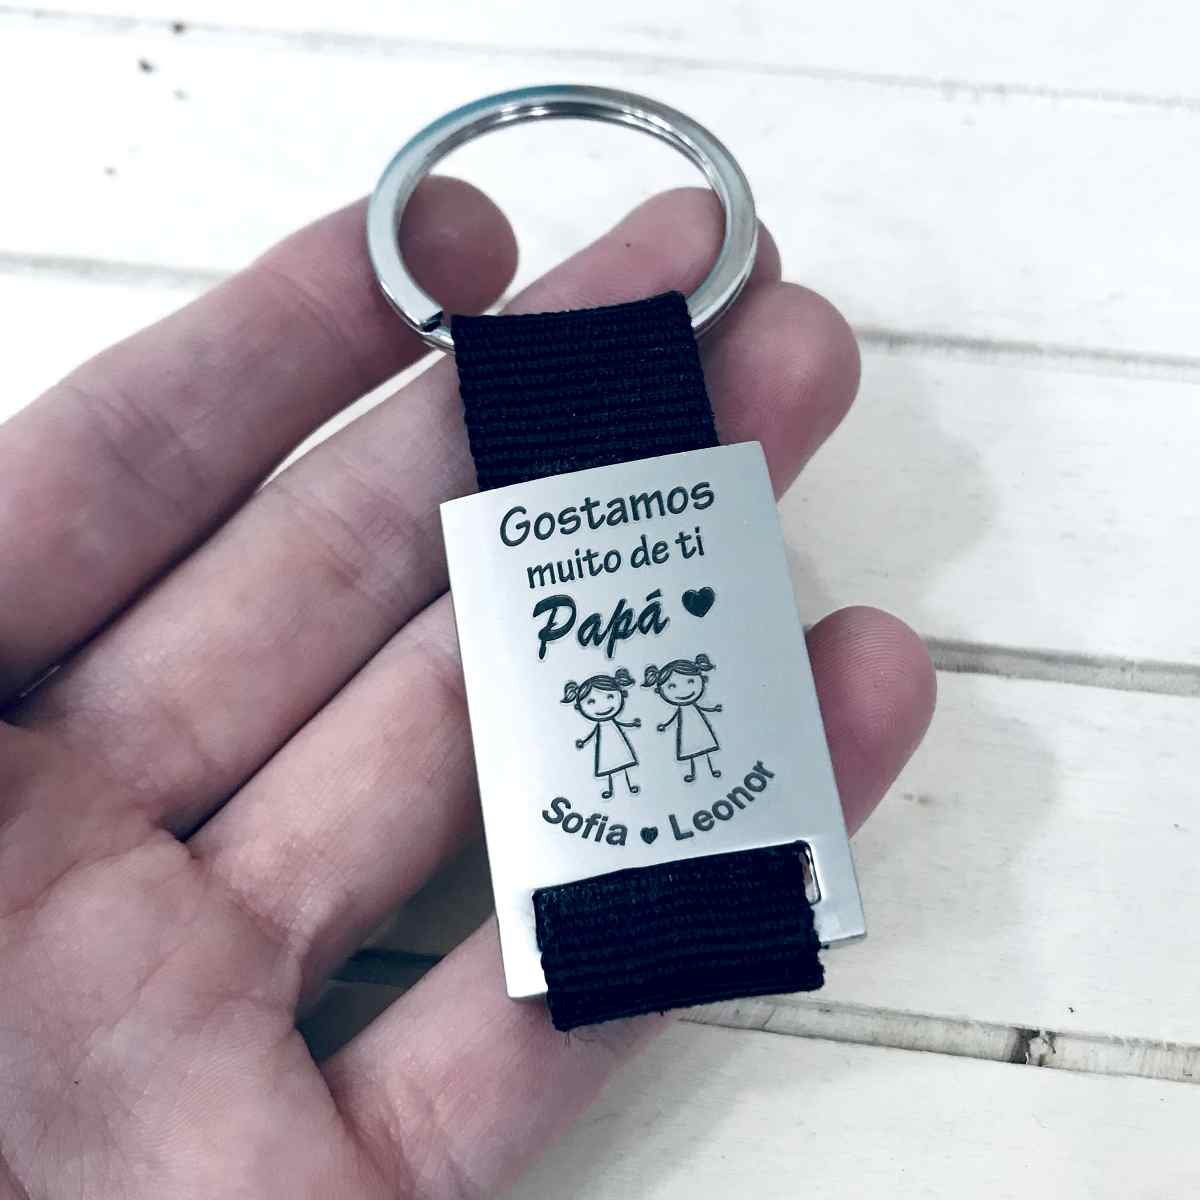 Gostamos
muito de ti
Papá
Sofia Leonor